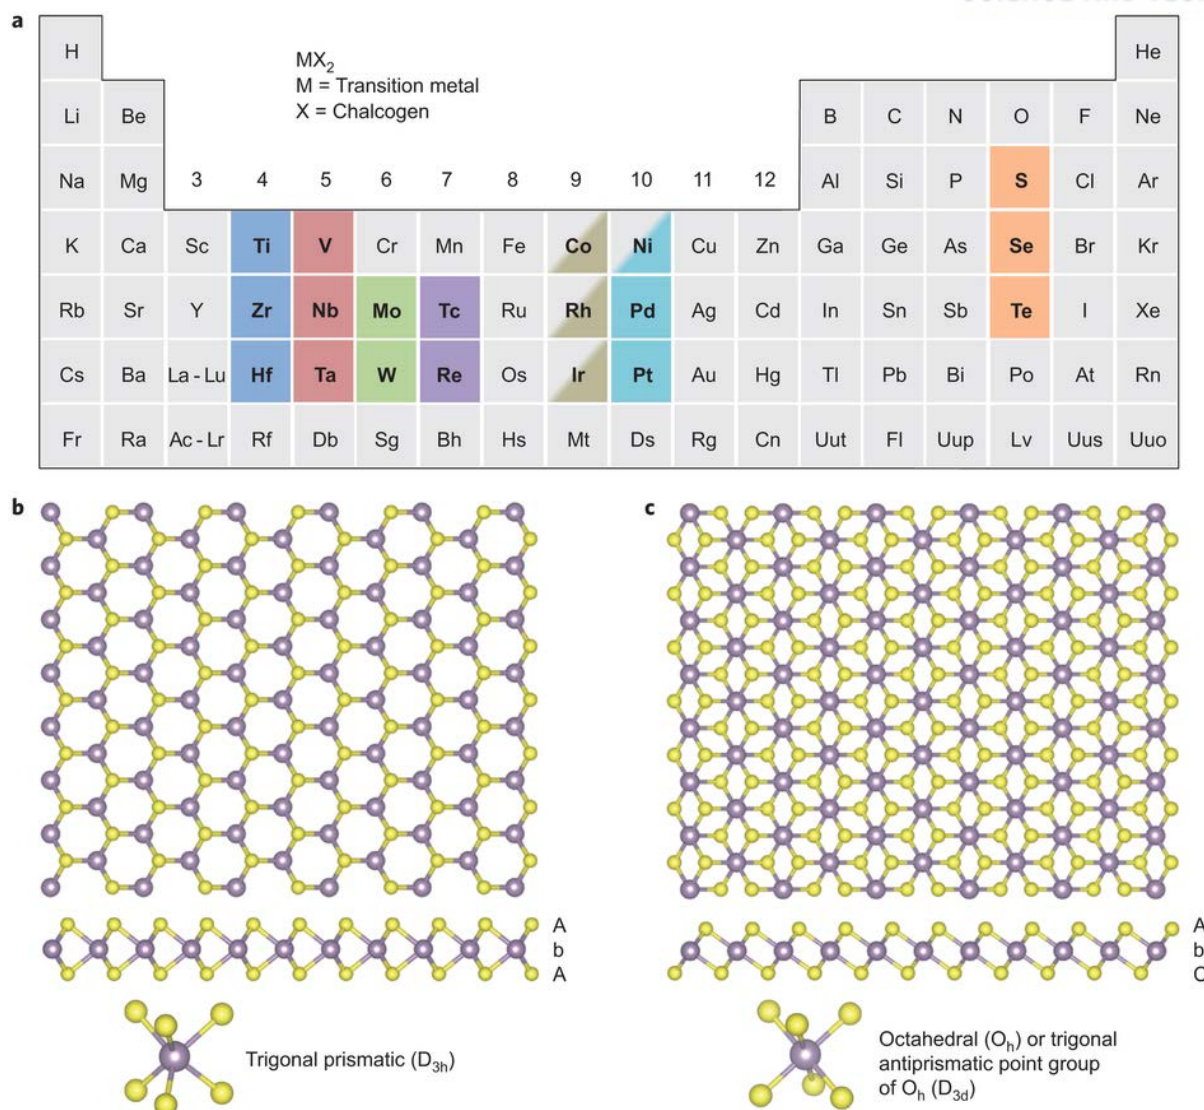 a
H He
MX₂
M = Transition metal
X = Chalcogen
Li Be B C N O F Ne
Na Mg 3 4 5 6 7 8 9 10 11 12 Al Si P S Cl Ar
K Ca Sc Ti V Cr Mn Fe Co Ni Cu Zn Ga Ge As Se Br Kr
Rb Sr Y Zr Nb Mo Tc Ru Rh Pd Ag Cd In Sn Sb Te I Xe
Cs Ba La - Lu Hf Ta W Re Os Ir Pt Au Hg Tl Pb Bi Po At Rn
Fr Ra Ac - Lr Rf Db Sg Bh Hs Mt Ds Rg Cn Uut Fl Uup Lv Uus Uuo
b
A
b
A
Trigonal prismatic (D₃ₕ)
c
A
b
C
Octahedral (Oₕ) or trigonal
antiprismatic point group
of Oₕ (D₃d)